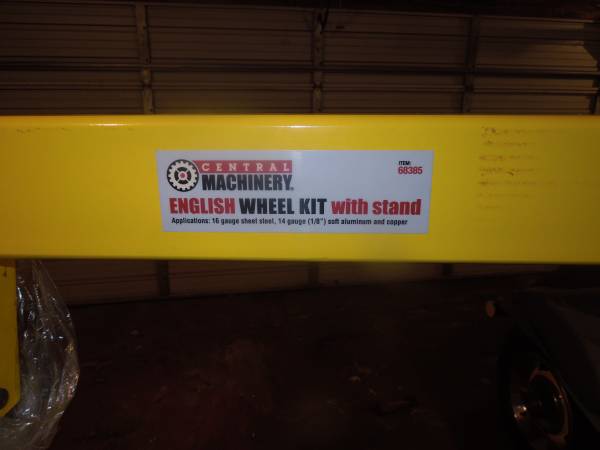 CENTRAL
MACHINERY®
ITEM:
68385
ENGLISH WHEEL KIT with stand
Applications: 16 gauge sheet steel, 14 gauge (1/8") soft aluminum and copper